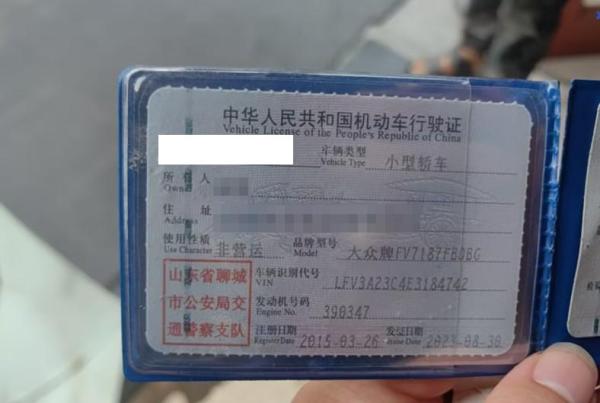 中华人民共和国机动车行驶证
Vehicle License of the People's Republic of China
车辆类型
Vehicle Type
小型轿车
所有人
Owner
住址
Address
使用性质
Use Character
非营运
品牌型号
Model
大众牌FV7187FBDBG
山东省聊城
市公安局交
通警察支队
车辆识别代号
VIN
LFV3A23C4E3184742
发动机号码
Engine No.
390347
注册日期
Register Date
2015-03-26
发证日期
Issue Date
2023-08-30